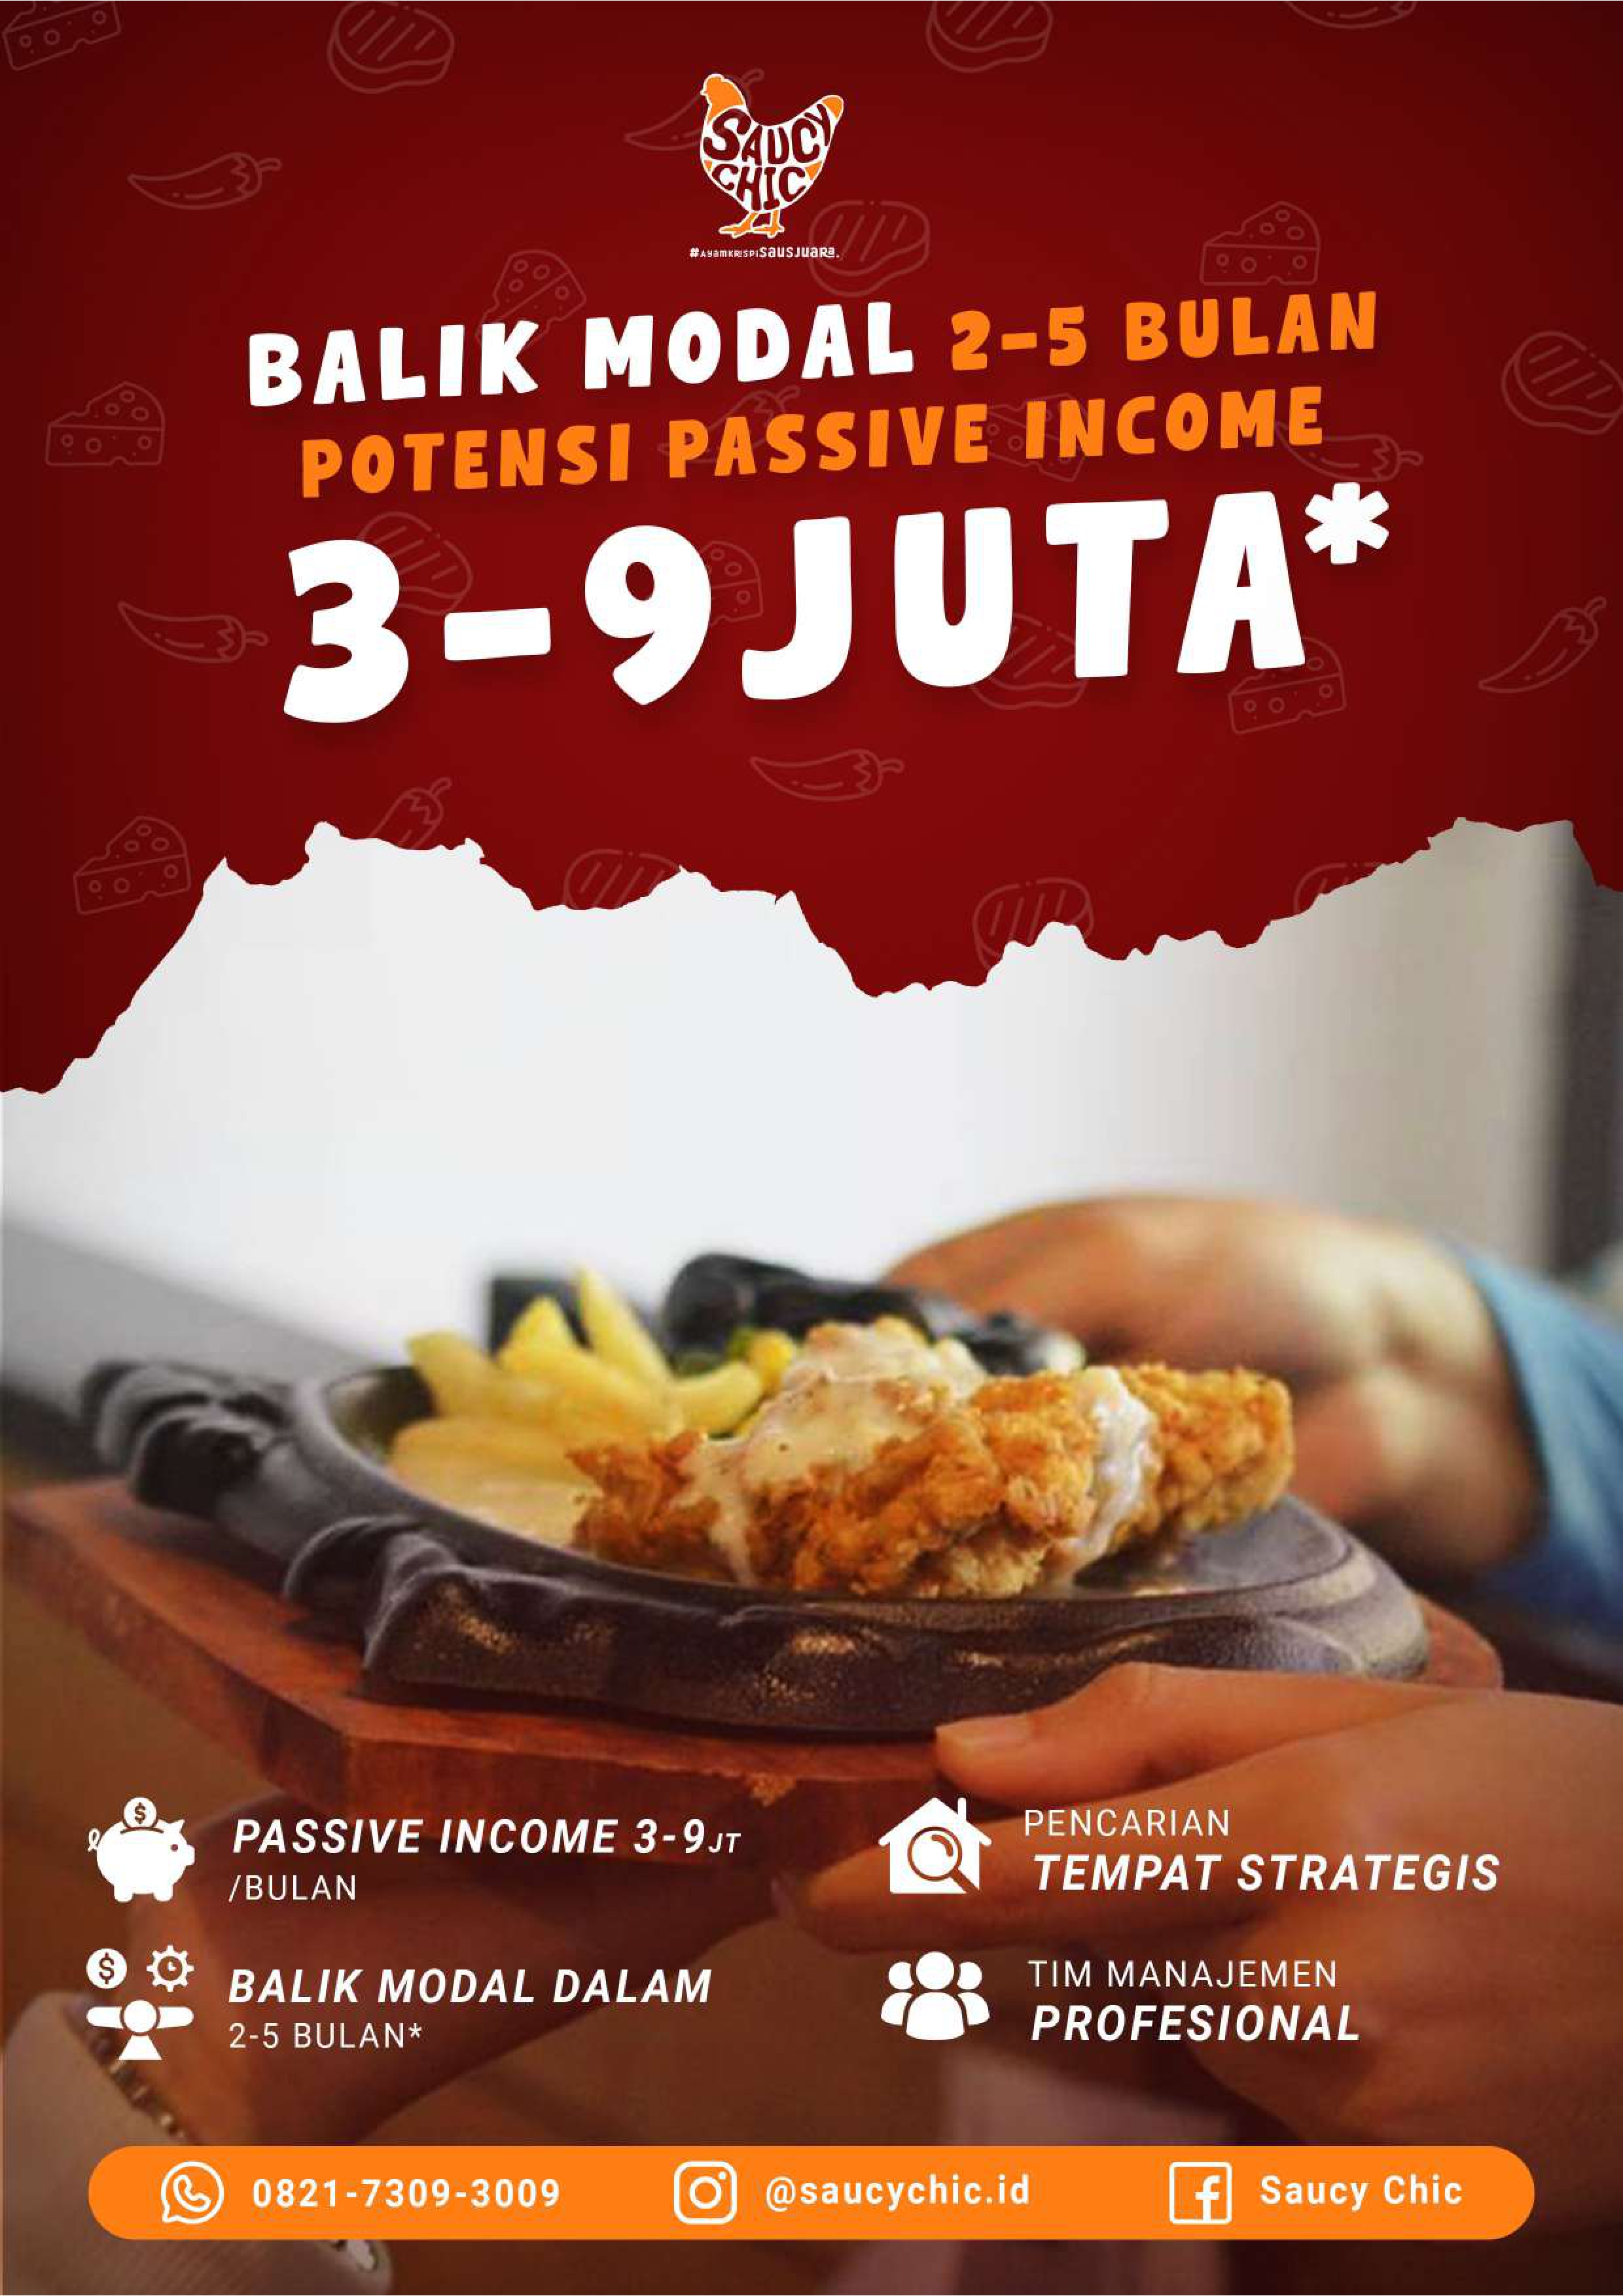 SAUCY
CHIC
#AyamkrispiSausJuara.
BALIK MODAL 2-5 BULAN
POTENSI PASSIVE INCOME
3-9JUTA*
PASSIVE INCOME 3-9JT
/BULAN
BALIK MODAL DALAM
2-5 BULAN*
PENCARIAN
TEMPAT STRATEGIS
TIM MANAJEMEN
PROFESIONAL
0821-7309-3009
@saucychic.id
Saucy Chic